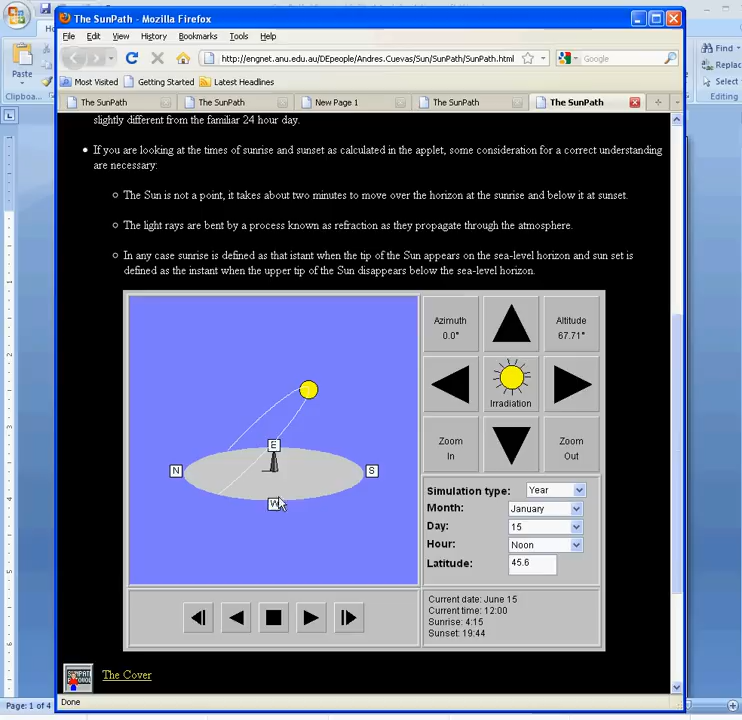 The SunPath - Mozilla Firefox
File Edit View History Bookmarks Tools Help
http://engnet.anu.edu.au/DEpeople/Andres.Cuevas/Sun/SunPath/SunPath.html
Google
Most Visited Getting Started Latest Headlines
The SunPath The SunPath New Page 1 The SunPath The SunPath
Paste
Clipboa
Find
Replac
Select
Editing
slightly different from the familiar 24 hour day.
If you are looking at the times of sunrise and sunset as calculated in the applet, some consideration for a correct understanding
are necessary:
The Sun is not a point, it takes about two minutes to move over the horizon at the sunrise and below it at sunset.
The light rays are bent by a process known as refraction as they propagate through the atmosphere.
In any case sunrise is defined as that istant when the tip of the Sun appears on the sea-level horizon and sun set is
defined as the instant when the upper tip of the Sun disappears below the sea-level horizon.
N
E
S
W
Azimuth
0.0°
Altitude
67.71°
Irradiation
Zoom
In
Zoom
Out
Simulation type: Year
Month: January
Day: 15
Hour: Noon
Latitude: 45.6
Current date: June 15
Current time: 12:00
Sunrise: 4:15
Sunset: 19:44
The Cover
Done
Page: 1 of 4